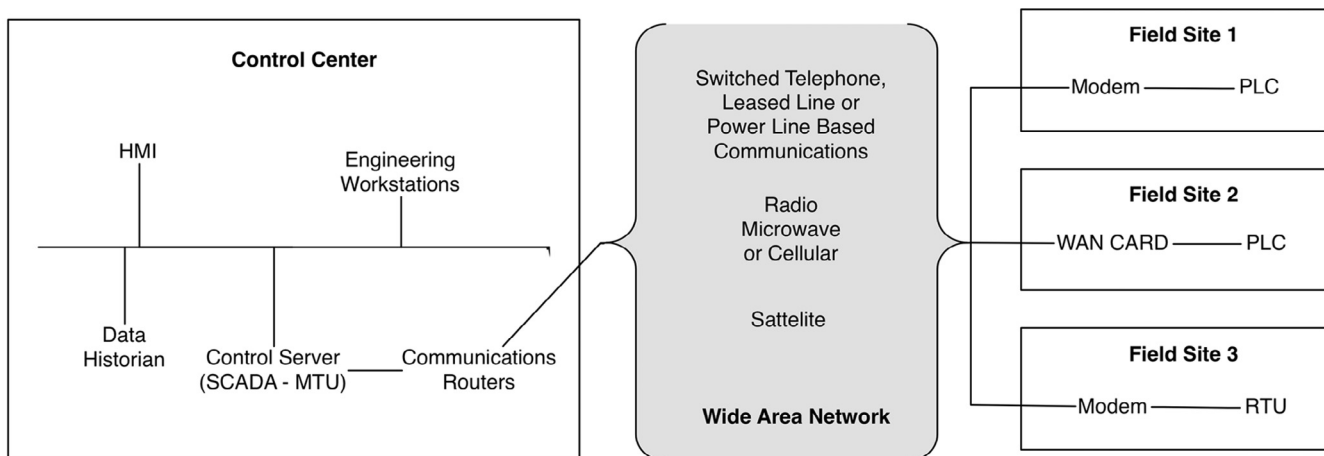 Control Center
HMI
Engineering
Workstations
Data
Historian
Control Server
(SCADA - MTU)
Communications
Routers
Switched Telephone,
Leased Line or
Power Line Based
Communications
Radio
Microwave
or Cellular
Sattelite
Wide Area Network
Field Site 1
Modem
PLC
Field Site 2
WAN CARD
PLC
Field Site 3
Modem
RTU